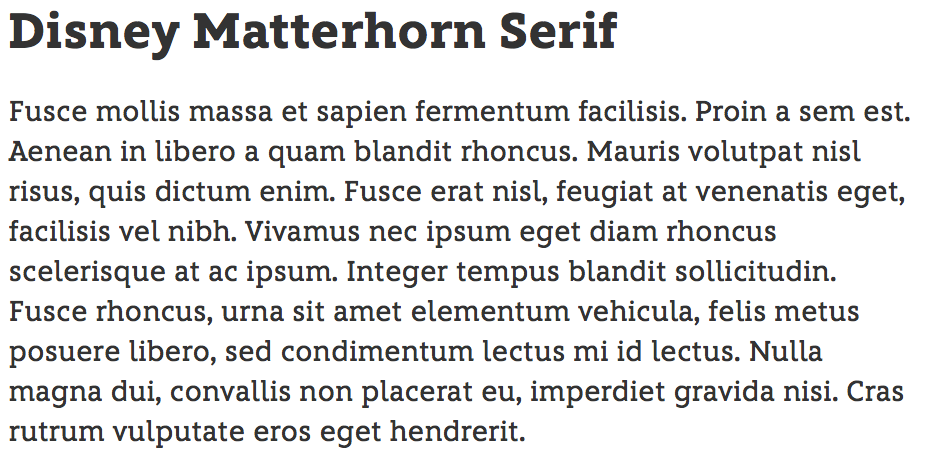 Disney Matterhorn Serif
Fusce mollis massa et sapien fermentum facilisis. Proin a sem est.
Aenean in libero a quam blandit rhoncus. Mauris volutpat nisl
risus, quis dictum enim. Fusce erat nisl, feugiat at venenatis eget,
facilisis vel nibh. Vivamus nec ipsum eget diam rhoncus
scelerisque at ac ipsum. Integer tempus blandit sollicitudin.
Fusce rhoncus, urna sit amet elementum vehicula, felis metus
posuere libero, sed condimentum lectus mi id lectus. Nulla
magna dui, convallis non placerat eu, imperdiet gravida nisi. Cras
rutrum vulputate eros eget hendrerit.